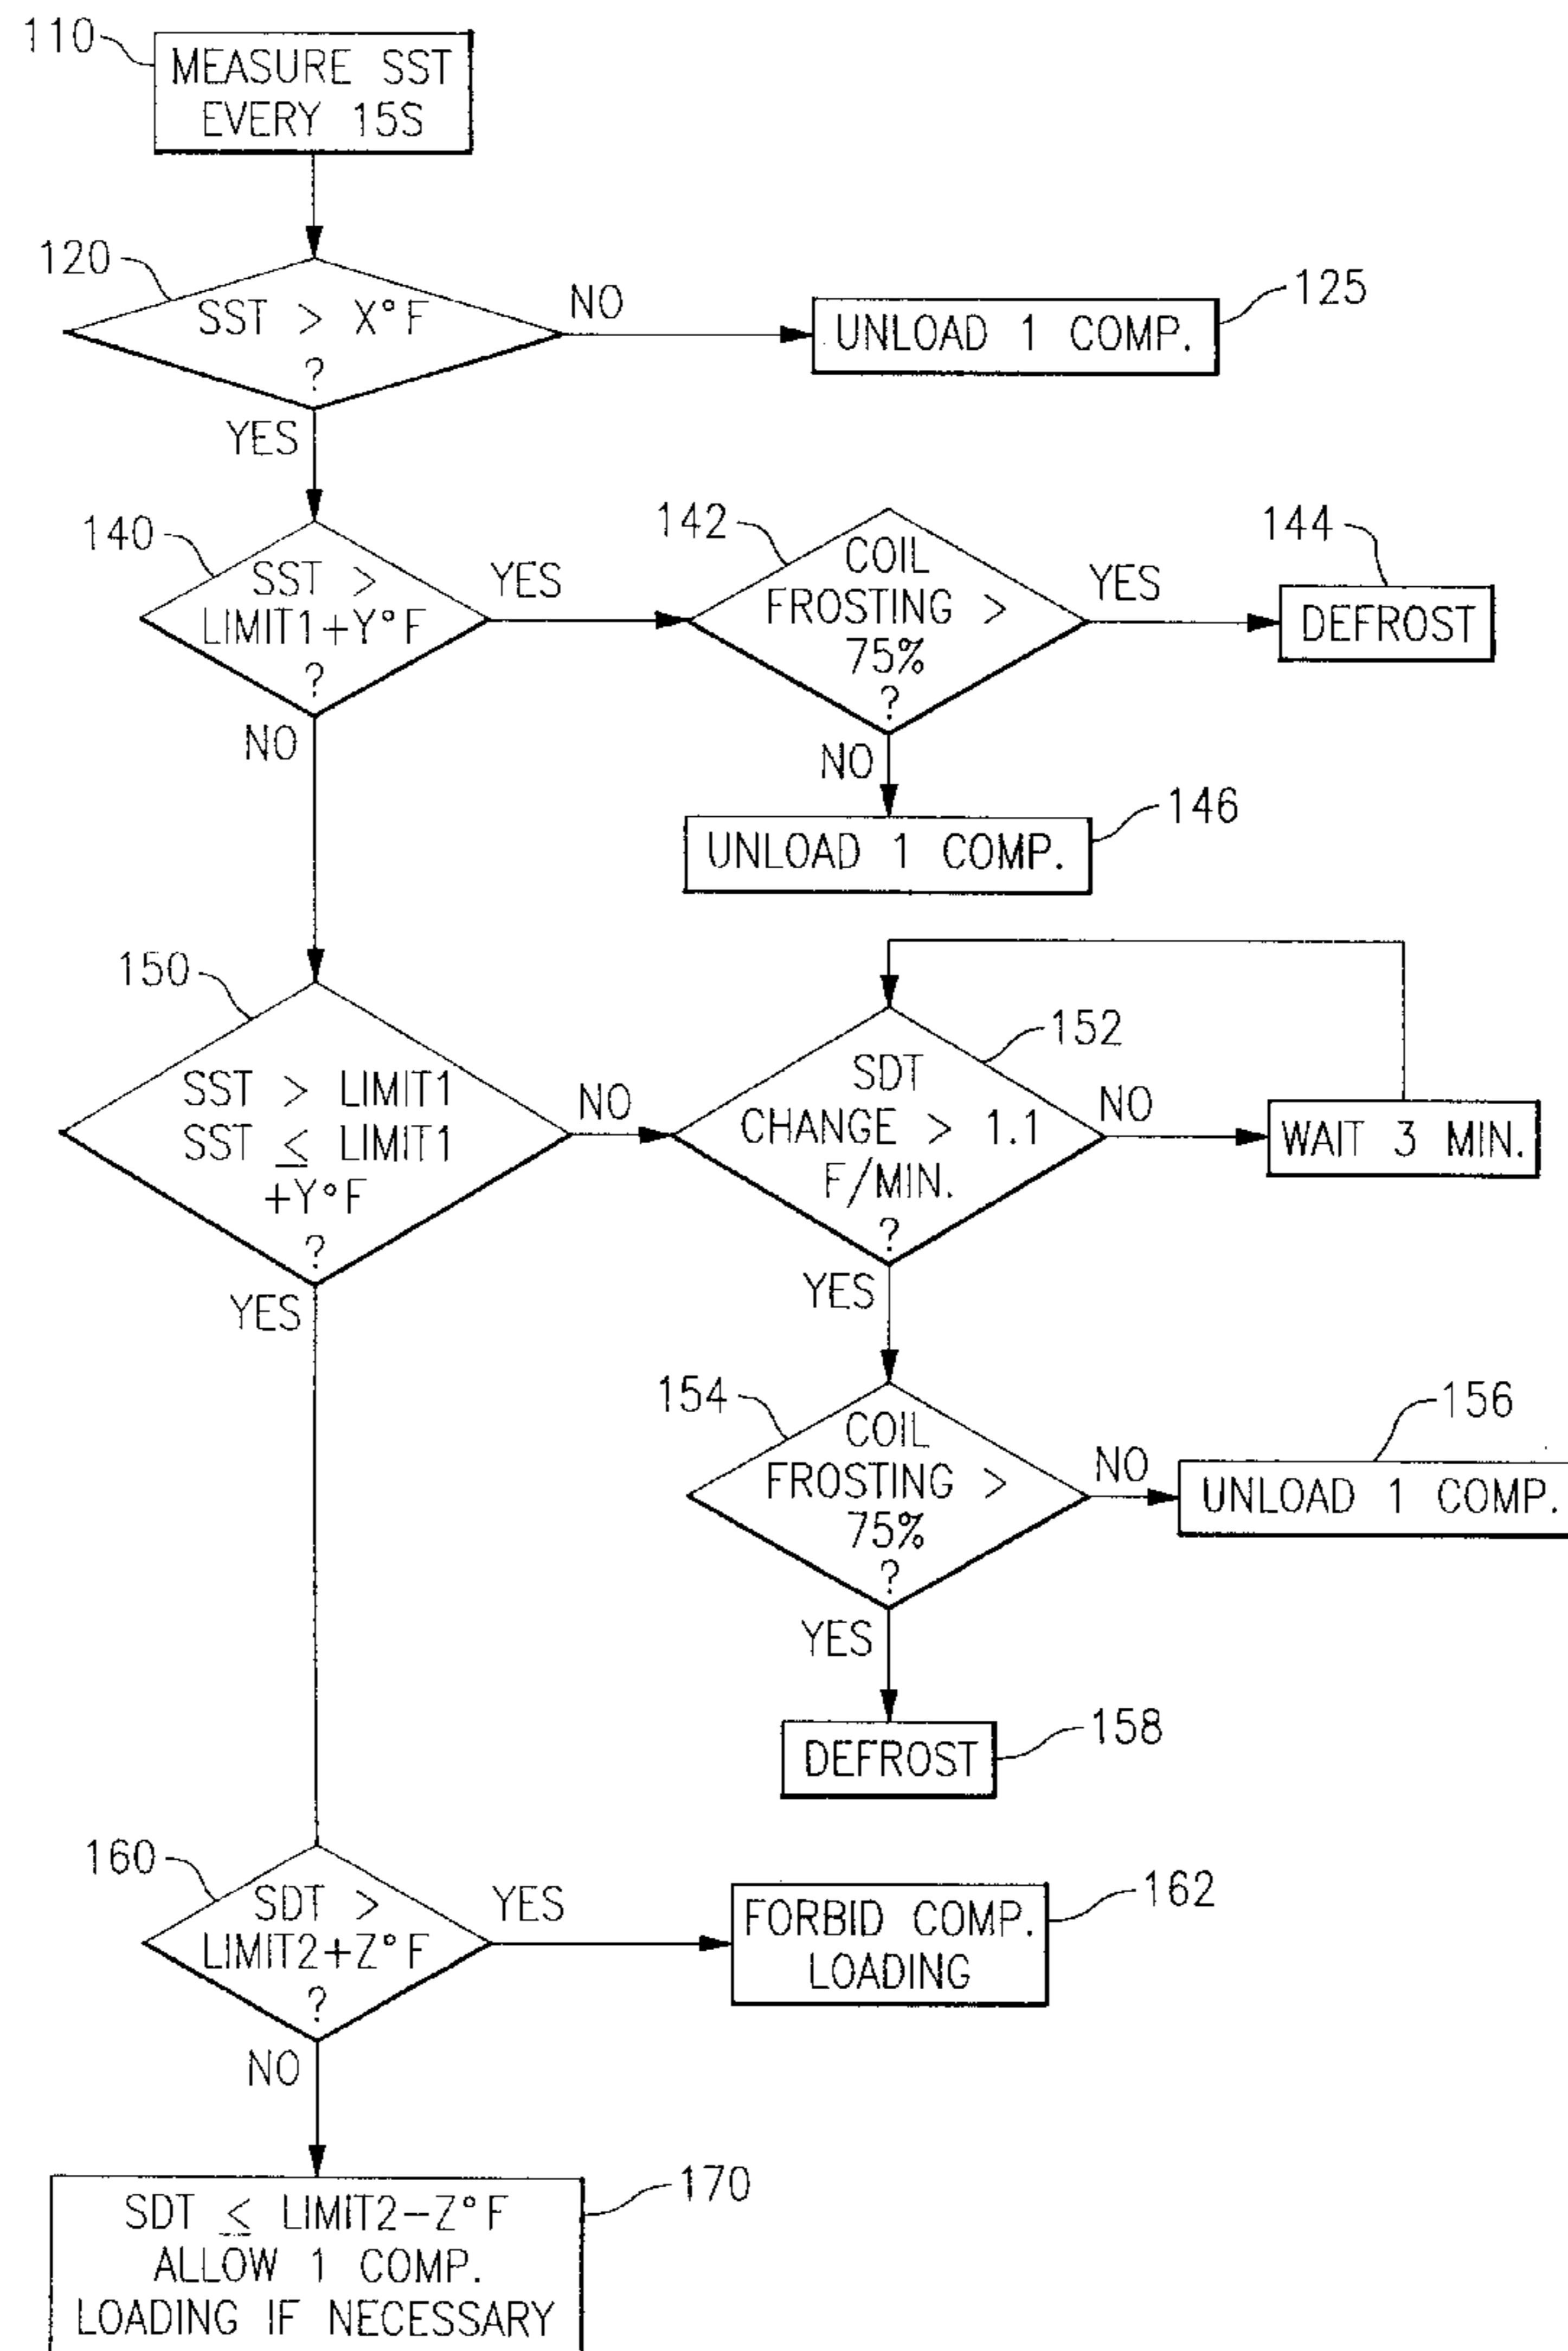 110
MEASURE SST
EVERY 15S
120
SST > X°F
?
NO
UNLOAD 1 COMP.
125
YES
140
SST >
LIMIT1+Y°F
?
YES
142
COIL
FROSTING >
75%
?
YES
144
DEFROST
NO
NO
UNLOAD 1 COMP.
146
150
SST > LIMIT1
SST ≤ LIMIT1
+Y°F
?
NO
152
SDT
CHANGE > 1.1
F/MIN.
?
NO
WAIT 3 MIN.
YES
YES
154
COIL
FROSTING >
75%
?
NO
156
UNLOAD 1 COMP.
YES
DEFROST
158
160
SDT >
LIMIT2+Z°F
?
YES
FORBID COMP.
LOADING
162
NO
170
SDT ≤ LIMIT2-Z°F
ALLOW 1 COMP.
LOADING IF NECESSARY